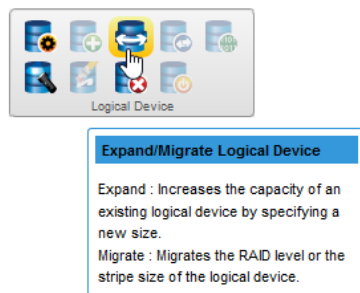 Logical Device
Expand/Migrate Logical Device
Expand : Increases the capacity of an
existing logical device by specifying a
new size.
Migrate : Migrates the RAID level or the
stripe size of the logical device.